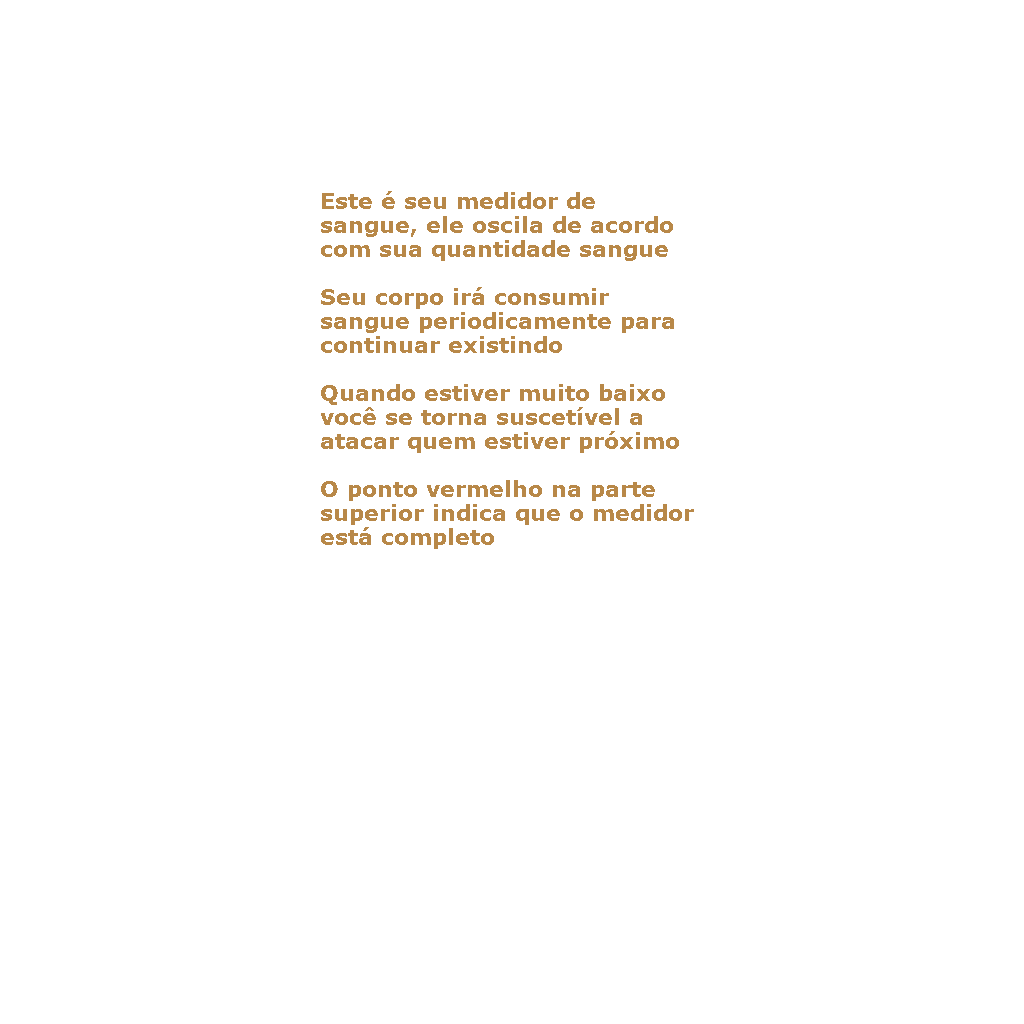 Este é seu medidor de
sangue, ele oscila de acordo
com sua quantidade sangue
Seu corpo irá consumir
sangue periodicamente para
continuar existindo
Quando estiver muito baixo
você se torna suscetível a
atacar quem estiver próximo
O ponto vermelho na parte
superior indica que o medidor
está completo